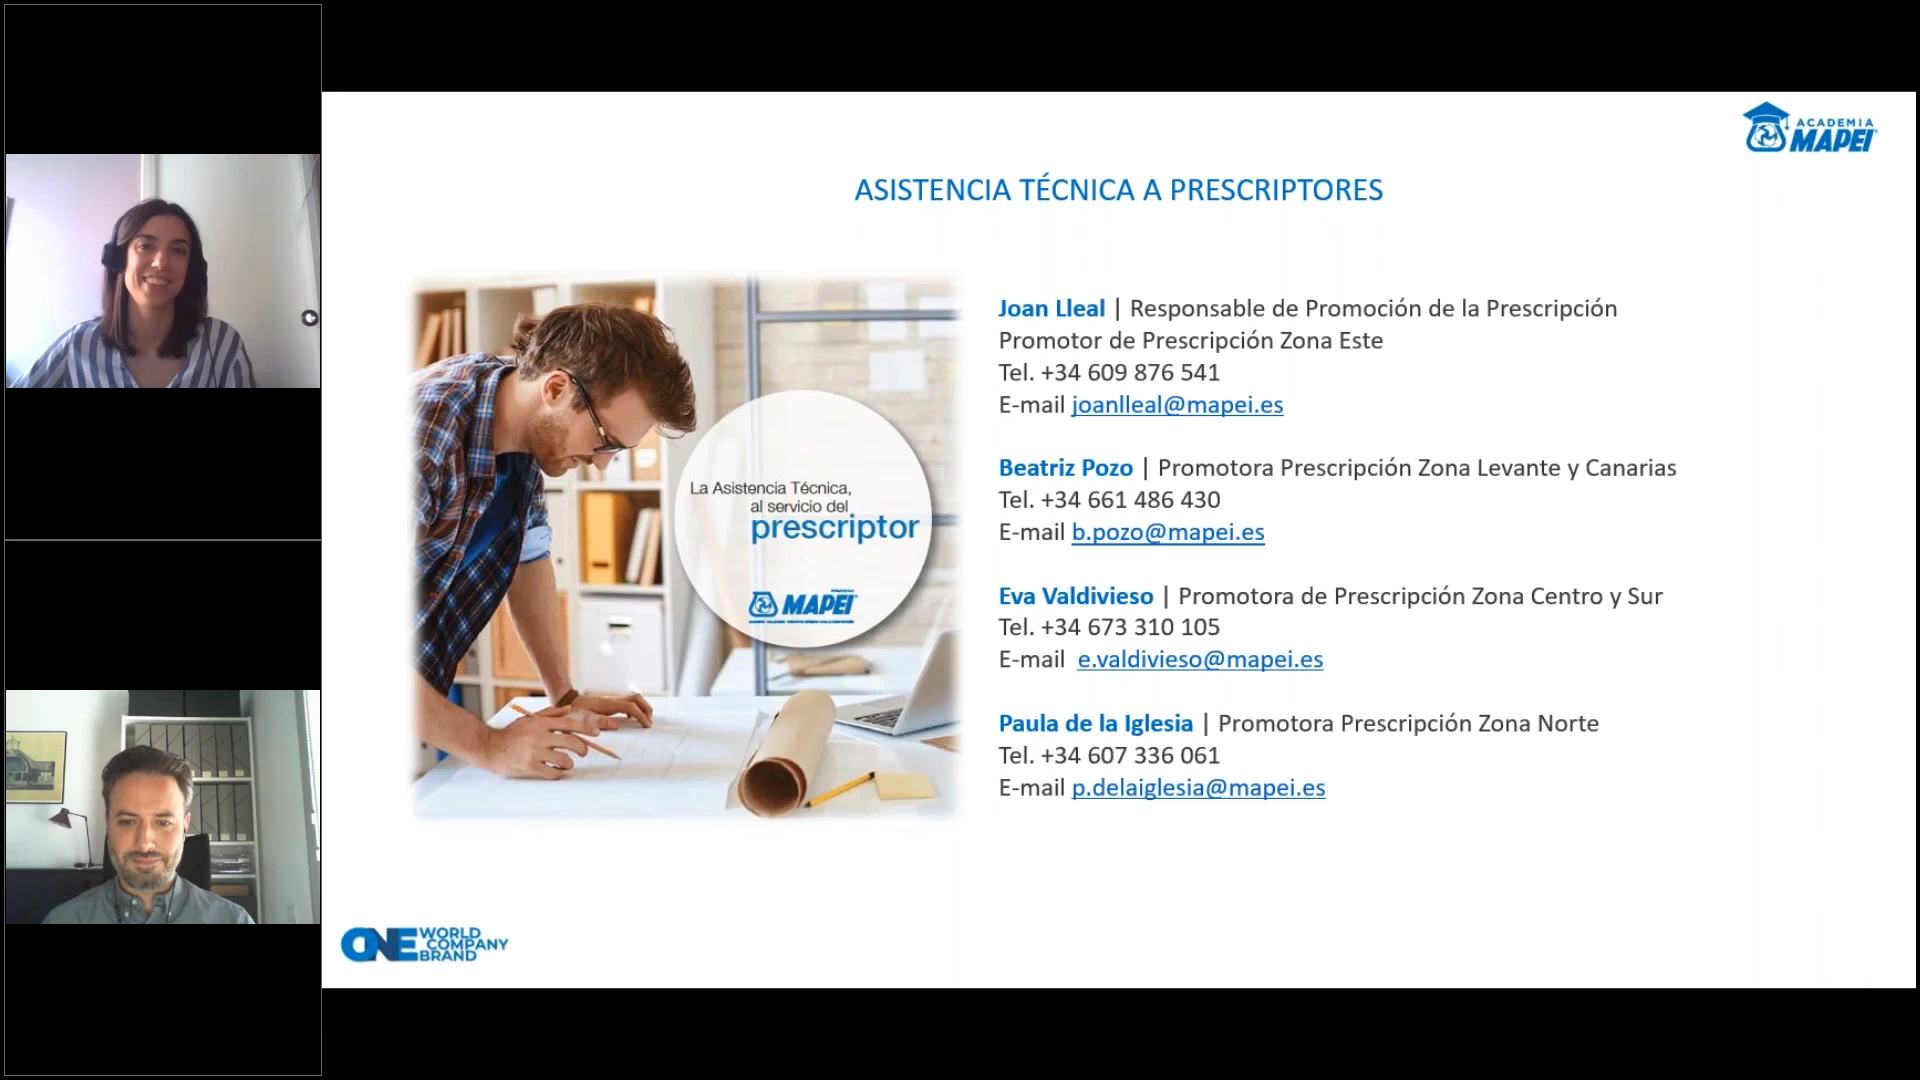 ACADEMIA
MAPEI
ASISTENCIA TÉCNICA A PRESCRIPTORES
La Asistencia Técnica,
al servicio del
prescriptor
MAPEI
Joan Lleal | Responsable de Promoción de la Prescripción
Promotor de Prescripción Zona Este
Tel. +34 609 876 541
E-mail joanlleal@mapei.es
Beatriz Pozo | Promotora Prescripción Zona Levante y Canarias
Tel. +34 661 486 430
E-mail b.pozo@mapei.es
Eva Valdivieso | Promotora de Prescripción Zona Centro y Sur
Tel. +34 673 310 105
E-mail e.valdivieso@mapei.es
Paula de la Iglesia | Promotora Prescripción Zona Norte
Tel. +34 607 336 061
E-mail p.delaiglesia@mapei.es
ONE WORLD
COMPANY
BRAND